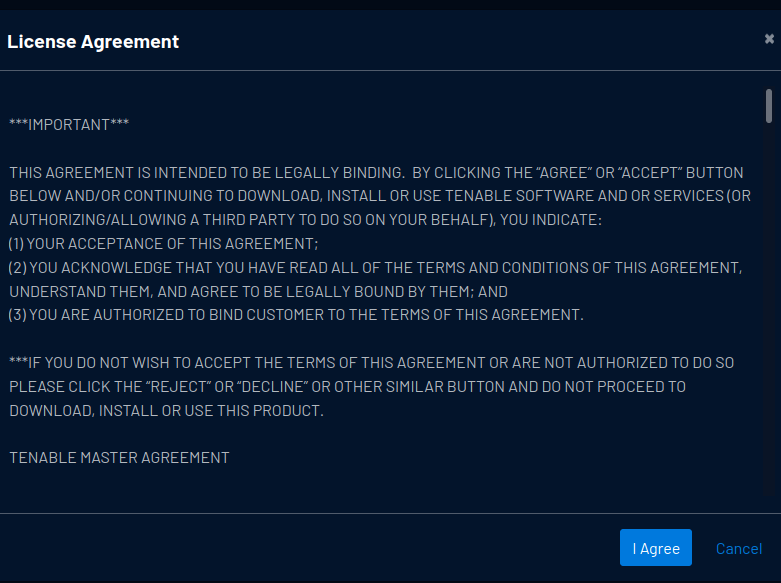 License Agreement
***IMPORTANT***
THIS AGREEMENT IS INTENDED TO BE LEGALLY BINDING.  BY CLICKING THE “AGREE” OR “ACCEPT” BUTTON
BELOW AND/OR CONTINUING TO DOWNLOAD, INSTALL OR USE TENABLE SOFTWARE AND OR SERVICES (OR
AUTHORIZING/ALLOWING A THIRD PARTY TO DO SO ON YOUR BEHALF), YOU INDICATE:
(1) YOUR ACCEPTANCE OF THIS AGREEMENT;
(2) YOU ACKNOWLEDGE THAT YOU HAVE READ ALL OF THE TERMS AND CONDITIONS OF THIS AGREEMENT,
UNDERSTAND THEM, AND AGREE TO BE LEGALLY BOUND BY THEM; AND
(3) YOU ARE AUTHORIZED TO BIND CUSTOMER TO THE TERMS OF THIS AGREEMENT.
***IF YOU DO NOT WISH TO ACCEPT THE TERMS OF THIS AGREEMENT OR ARE NOT AUTHORIZED TO DO SO
PLEASE CLICK THE “REJECT” OR “DECLINE” OR OTHER SIMILAR BUTTON AND DO NOT PROCEED TO
DOWNLOAD, INSTALL OR USE THIS PRODUCT.
TENABLE MASTER AGREEMENT
I Agree
Cancel